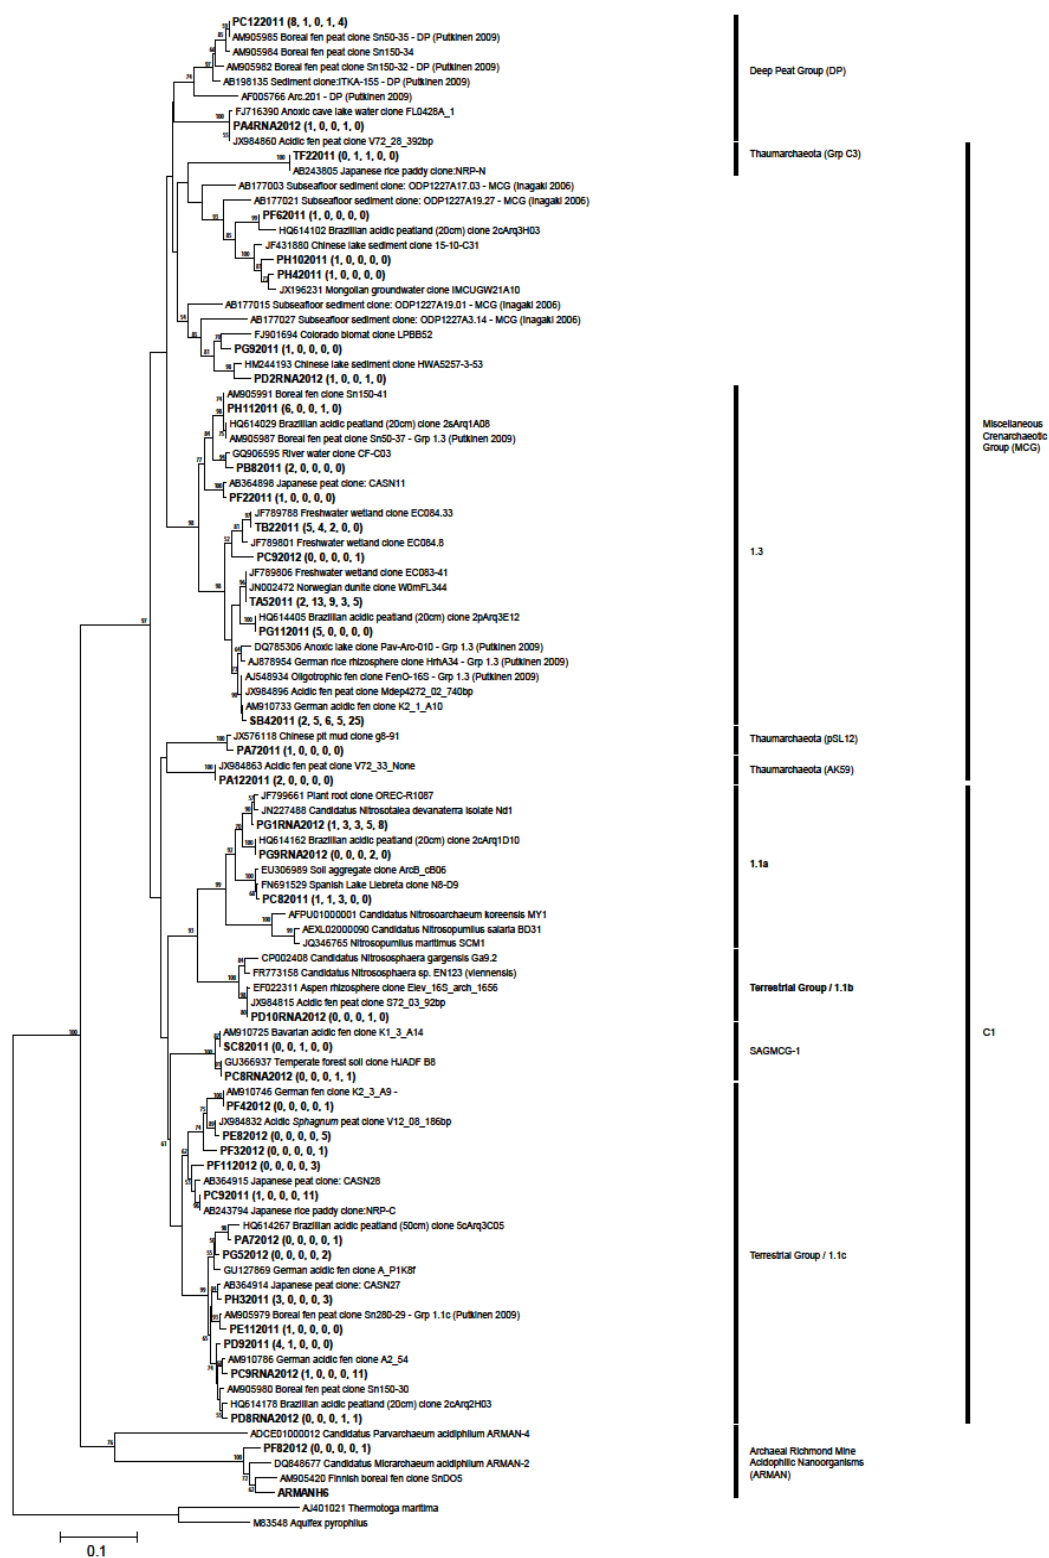 PC122011 (8, 1, 0, 1, 4)
AM905985 Boreal fen peat clone Sn50-35 - DP (Putkinen 2009)
AM905984 Boreal fen peat clone Sn150-34
AM905982 Boreal fen peat clone Sn150-32 - DP (Putkinen 2009)
AB198135 Sediment clone:ITKA-155 - DP (Putkinen 2009)
AF005766 Arc.201 - DP (Putkinen 2009)
FJ716390 Anoxic cave lake water clone FL0428A_1
PA4RNA2012 (1, 0, 0, 1, 0)
JX984860 Acidic fen peat clone V72_28_392bp
Deep Peat Group (DP)
TF22011 (0, 1, 1, 0, 0)
AB243805 Japanese rice paddy clone:NRP-N
Thaumarchaeota (Grp C3)
AB177003 Subseafloor sediment clone: ODP1227A17.03 - MCG (Inagaki 2006)
AB177021 Subseafloor sediment clone: ODP1227A19.27 - MCG (Inagaki 2006)
PF62011 (1, 0, 0, 0, 0)
HQ614102 Brazilian acidic peatland (20cm) clone 2cArq3H03
JF431880 Chinese lake sediment clone 15-10-C31
PH102011 (1, 0, 0, 0, 0)
PH42011 (1, 0, 0, 0, 0)
JX196231 Mongolian groundwater clone IMCUGW21A10
AB177015 Subseafloor sediment clone: ODP1227A19.01 - MCG (Inagaki 2006)
AB177027 Subseafloor sediment clone: ODP1227A3.14 - MCG (Inagaki 2006)
FJ901694 Colorado biomat clone LPBB52
PG92011 (1, 0, 0, 0, 0)
HM244193 Chinese lake sediment clone HWA5257-3-53
PD2RNA2012 (1, 0, 0, 1, 0)
AM905991 Boreal fen clone Sn150-41
PH112011 (6, 0, 0, 1, 0)
HQ614029 Brazilian acidic peatland (20cm) clone 2sArq1A08
AM905987 Boreal fen peat clone Sn50-37 - Grp 1.3 (Putkinen 2009)
GQ906595 River water clone CF-C03
PB82011 (2, 0, 0, 0, 0)
AB364898 Japanese peat clone: CASN11
PF22011 (1, 0, 0, 0, 0)
JF789788 Freshwater wetland clone EC084.33
TB22011 (5, 4, 2, 0, 0)
JF789801 Freshwater wetland clone EC084.8
PC92012 (0, 0, 0, 0, 1)
JF789806 Freshwater wetland clone EC083-41
JN002472 Norwegian dunite clone W0mFL344
TA52011 (2, 13, 9, 3, 5)
HQ614405 Brazilian acidic peatland (20cm) clone 2pArq3E12
PG112011 (5, 0, 0, 0, 0)
DQ785306 Anoxic lake clone Pav-Arc-010 - Grp 1.3 (Putkinen 2009)
AJ878954 German rice rhizosphere clone HrhA34 - Grp 1.3 (Putkinen 2009)
AJ548934 Oligotrophic fen clone FenO-16S - Grp 1.3 (Putkinen 2009)
JX984896 Acidic fen peat clone Mdep4272_02_740bp
AM910733 German acidic fen clone K2_1_A10
SB42011 (2, 5, 6, 5, 25)
1.3
Miscellaneous
Crenarchaeotic
Group (MCG)
JX576118 Chinese pit mud clone g8-91
PA72011 (1, 0, 0, 0, 0)
Thaumarchaeota (pSL12)
JX984863 Acidic fen peat clone V72_33_None
PA122011 (2, 0, 0, 0, 0)
Thaumarchaeota (AK59)
JF799661 Plant root clone OREC-R1087
JN227488 Candidatus Nitrosotalea devanaterra isolate Nd1
PG1RNA2012 (1, 3, 3, 5, 8)
HQ614162 Brazilian acidic peatland (20cm) clone 2cArq1D10
PG9RNA2012 (0, 0, 0, 2, 0)
EU306989 Soil aggregate clone ArcB_cB06
FN691529 Spanish Lake Llebreta clone N8-D9
PC82011 (1, 1, 3, 0, 0)
AFPU01000001 Candidatus Nitrosoarchaeum koreensis MY1
AEXL02000090 Candidatus Nitrosopumilus salaria BD31
JQ346765 Nitrosopumilus maritimus SCM1
1.1a
CP002408 Candidatus Nitrososphaera gargensis Ga9.2
FR773158 Candidatus Nitrososphaera sp. EN123 (viennensis)
EF022311 Aspen rhizosphere clone Elev_16S_arch_1656
JX984815 Acidic fen peat clone S72_03_92bp
PD10RNA2012 (0, 0, 0, 1, 0)
Terrestrial Group / 1.1b
AM910725 Bavarian acidic fen clone K1_3_A14
SC82011 (0, 0, 1, 0, 0)
GU366937 Temperate forest soil clone HJADF B8
PC8RNA2012 (0, 0, 0, 1, 1)
SAGMCG-1
C1
AM910746 German fen clone K2_3_A9 -
PF42012 (0, 0, 0, 0, 1)
JX984832 Acidic Sphagnum peat clone V12_08_186bp
PE82012 (0, 0, 0, 0, 5)
PF32012 (0, 0, 0, 0, 1)
PF112012 (0, 0, 0, 0, 3)
AB364915 Japanese peat clone: CASN28
PC92011 (1, 0, 0, 0, 11)
AB243794 Japanese rice paddy clone:NRP-C
HQ614267 Brazilian acidic peatland (50cm) clone 5cArq3C05
PA72012 (0, 0, 0, 0, 1)
PG52012 (0, 0, 0, 0, 2)
GU127869 German acidic fen clone A_P1K8f
AB364914 Japanese peat clone: CASN27
PH32011 (3, 0, 0, 0, 3)
AM905979 Boreal fen peat clone Sn280-29 - Grp 1.1c (Putkinen 2009)
PE112011 (1, 0, 0, 0, 0)
PD92011 (4, 1, 0, 0, 0)
AM910786 German acidic fen clone A2_54
PC9RNA2012 (1, 0, 0, 0, 11)
AM905980 Boreal fen peat clone Sn150-30
HQ614178 Brazilian acidic peatland (20cm) clone 2cArq2H03
PD8RNA2012 (0, 0, 0, 1, 1)
Terrestrial Group / 1.1c
ADCE01000012 Candidatus Parvarchaeum acidiphilum ARMAN-4
PF82012 (0, 0, 0, 0, 1)
DQ848677 Candidatus Micrarchaeum acidiphilum ARMAN-2
AM905420 Finnish boreal fen clone SnDO5
ARMANH6
Archaeal Richmond Mine
Acidophilic Nanoorganisms
(ARMAN)
AJ401021 Thermotoga maritima
M83548 Aquifex pyrophilus
0.1